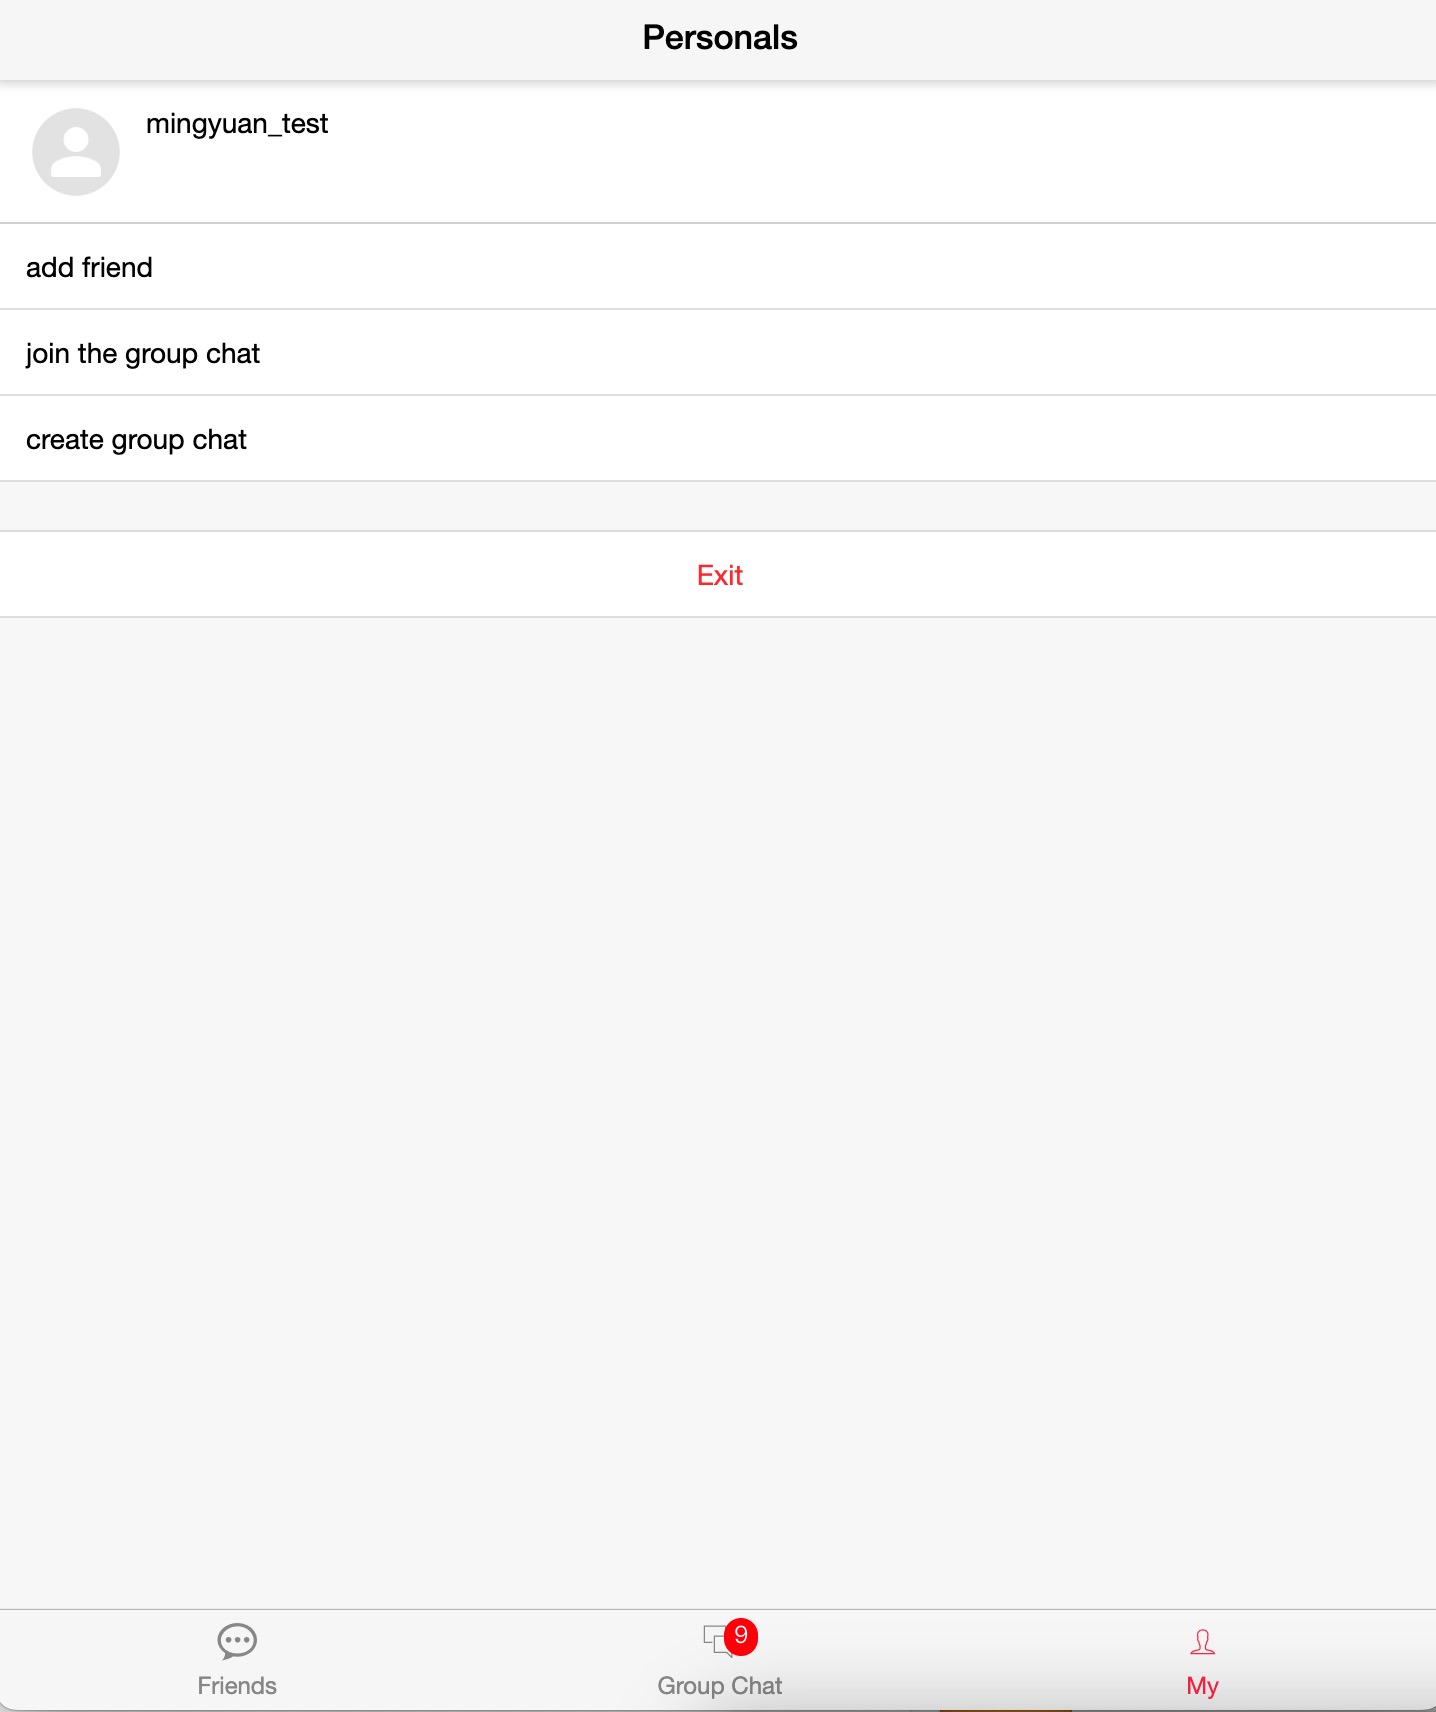 Personals
mingyuan_test
add friend
join the group chat
create group chat
Exit
9
Friends
Group Chat
My